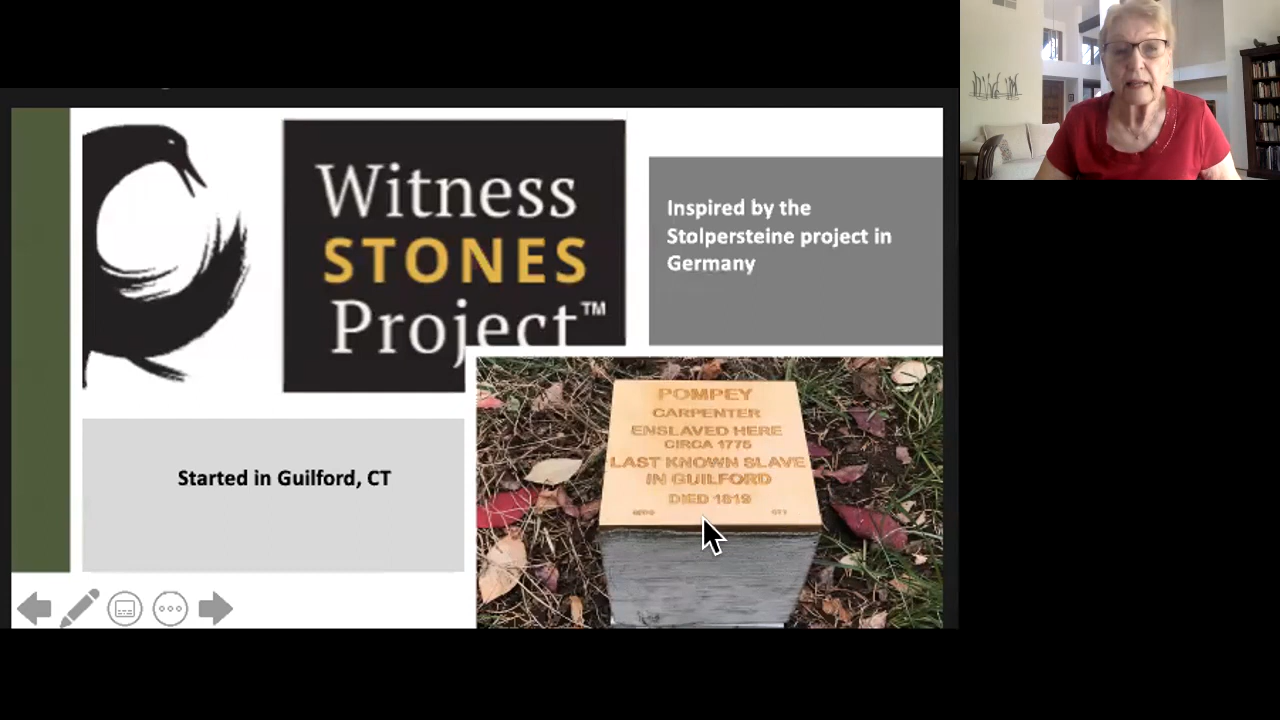 Witness
STONES
Project™
Inspired by the
Stolpersteine project in
Germany
Started in Guilford, CT
POMPEY
CARPENTER
ENSLAVED HERE
CIRCA 1775
LAST KNOWN SLAVE
IN GUILFORD
DIED 1819